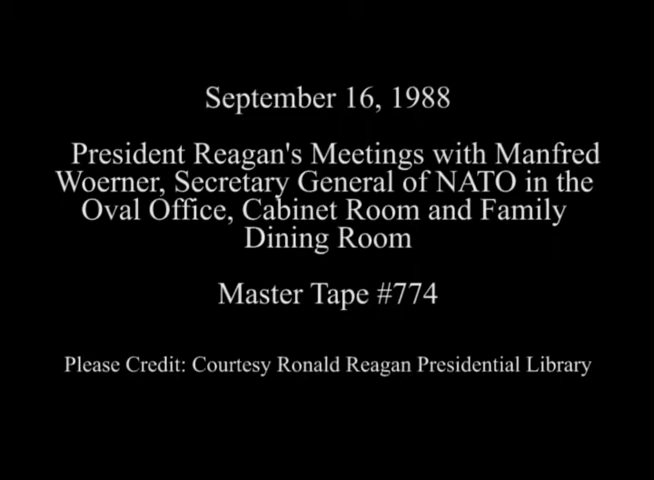 September 16, 1988
President Reagan's Meetings with Manfred
Woerner, Secretary General of NATO in the
Oval Office, Cabinet Room and Family
Dining Room
Master Tape #774
Please Credit: Courtesy Ronald Reagan Presidential Library